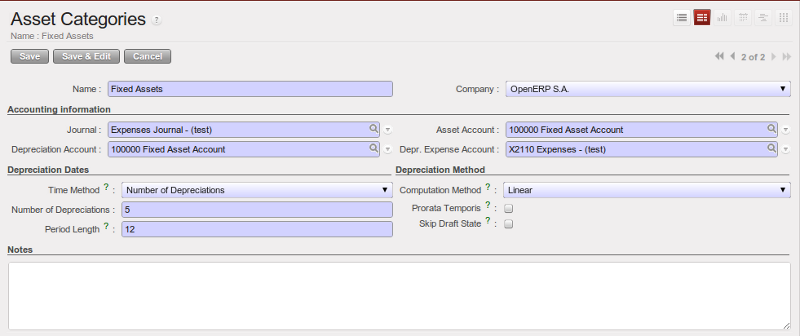 Asset Categories ?
Name : Fixed Assets
Save Save & Edit Cancel 2 of 2
Name : Fixed Assets Company : OpenERP S.A.
Accounting information
Journal : Expenses Journal - (test) Asset Account : 100000 Fixed Asset Account
Depreciation Account : 100000 Fixed Asset Account Depr. Expense Account : X2110 Expenses - (test)
Depreciation Dates Depreciation Method
Time Method ? : Number of Depreciations Computation Method ? : Linear
Number of Depreciations : 5 Prorata Temporis ? :
Period Length ? : 12 Skip Draft State ? :
Notes